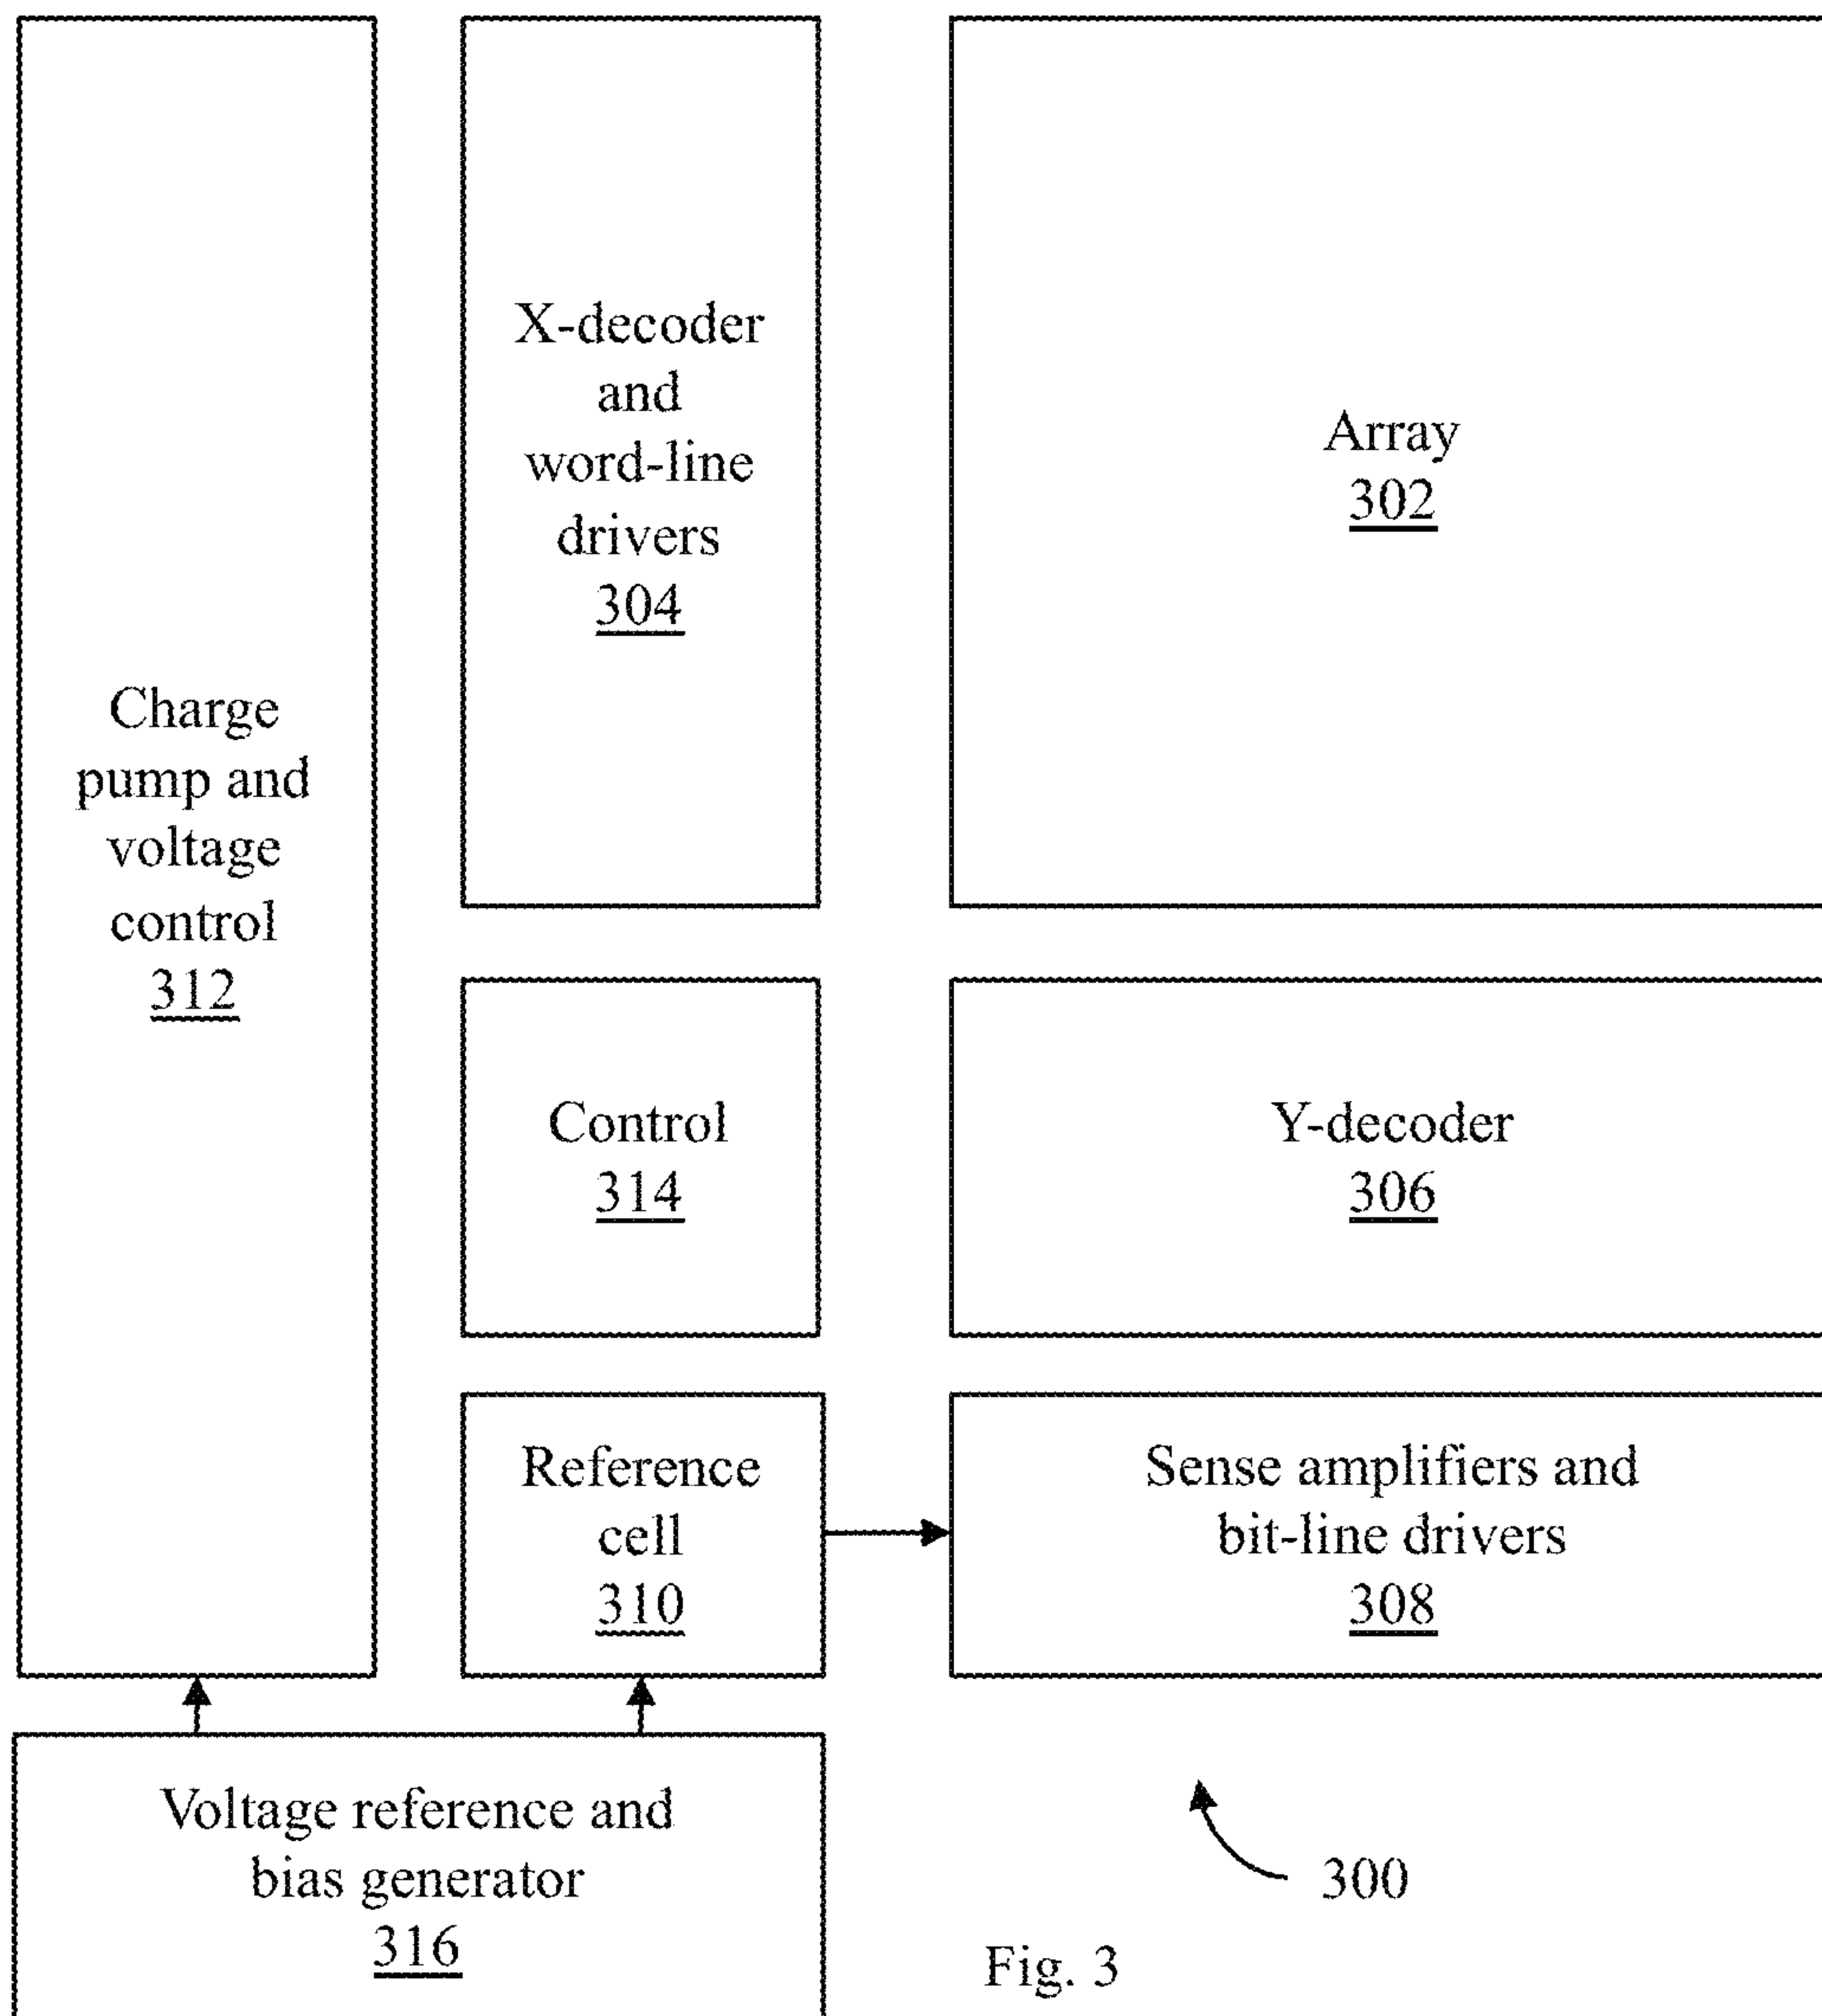 Charge
pump and
voltage
control
312
X-decoder
and
word-line
drivers
304
Array
302
Control
314
Y-decoder
306
Reference
cell
310
Sense amplifiers and
bit-line drivers
308
Voltage reference and
bias generator
316
300
Fig. 3